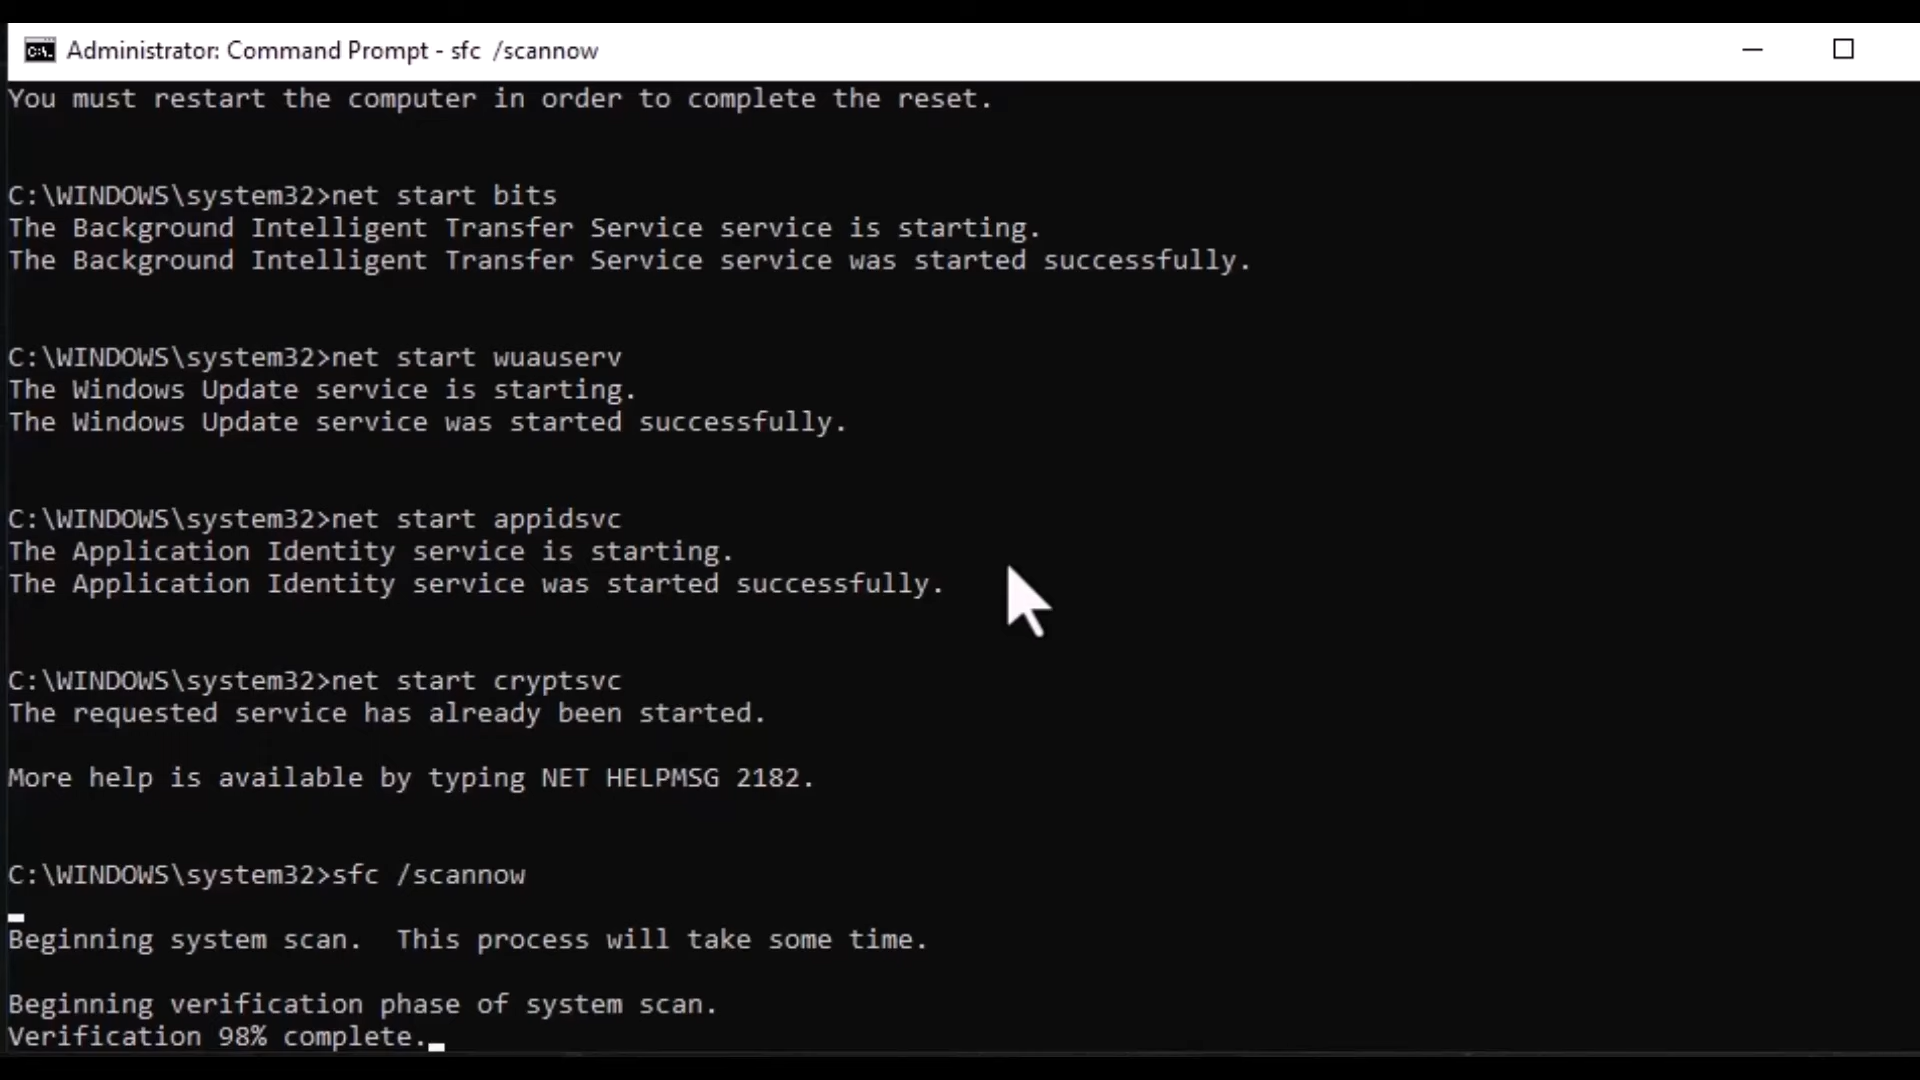 Administrator: Command Prompt - sfc  /scannow
You must restart the computer in order to complete the reset.
C:\WINDOWS\system32>net start bits
The Background Intelligent Transfer Service service is starting.
The Background Intelligent Transfer Service service was started successfully.
C:\WINDOWS\system32>net start wuauserv
The Windows Update service is starting.
The Windows Update service was started successfully.
C:\WINDOWS\system32>net start appidsvc
The Application Identity service is starting.
The Application Identity service was started successfully.
C:\WINDOWS\system32>net start cryptsvc
The requested service has already been started.
More help is available by typing NET HELPMSG 2182.
C:\WINDOWS\system32>sfc /scannow
Beginning system scan.  This process will take some time.
Beginning verification phase of system scan.
Verification 98% complete.